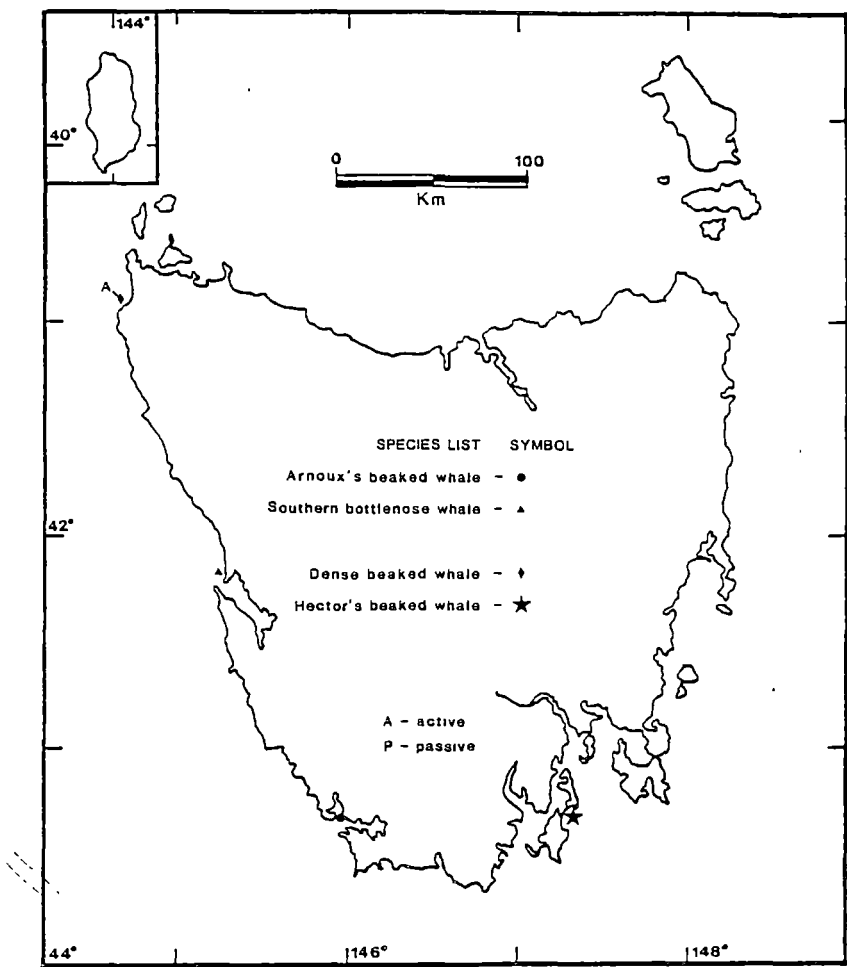 144°
40°
0 100
Km
A
SPECIES LIST SYMBOL
Arnoux's beaked whale - ●
Southern bottlenose whale - ▲
42°
Dense beaked whale - ♦
Hector's beaked whale - ★
A - active
P - passive
44° 146° 148°